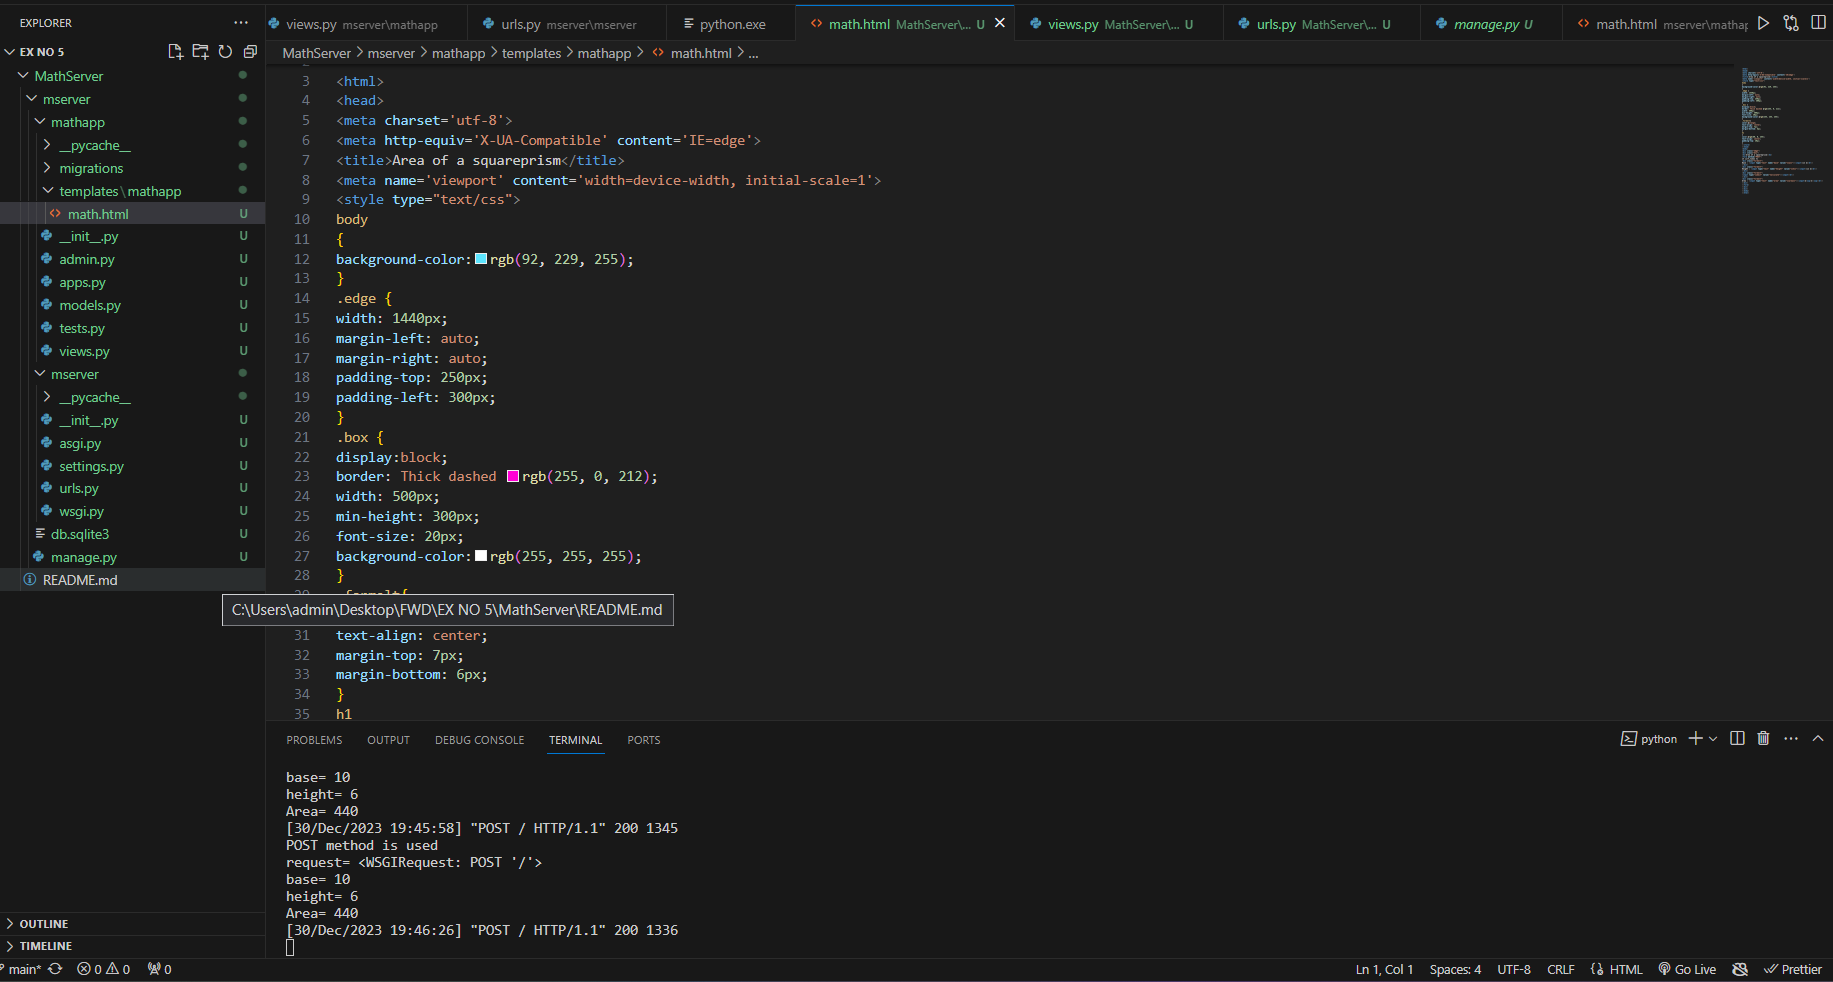 EXPLORER
EX NO 5
MathServer
mserver
mathapp
__pycache__
migrations
templates\mathapp
math.html U
__init__.py U
admin.py U
apps.py U
models.py U
tests.py U
views.py U
mserver
__pycache__
__init__.py U
asgi.py U
settings.py U
urls.py U
wsgi.py U
db.sqlite3 U
manage.py U
README.md
OUTLINE
TIMELINE
views.py mserver\mathapp
urls.py mserver\mserver
python.exe
math.html MathServer\... U
views.py MathServer\... U
urls.py MathServer\... U
manage.py U
math.html mserver\mathap
MathServer > mserver > mathapp > templates > mathapp > math.html > ...
3 <html>
4 <head>
5 <meta charset='utf-8'>
6 <meta http-equiv='X-UA-Compatible' content='IE=edge'>
7 <title>Area of a squareprism</title>
8 <meta name='viewport' content='width=device-width, initial-scale=1'>
9 <style type="text/css">
10 body
11 {
12 background-color:rgb(92, 229, 255);
13 }
14 .edge {
15 width: 1440px;
16 margin-left: auto;
17 margin-right: auto;
18 padding-top: 250px;
19 padding-left: 300px;
20 }
21 .box {
22 display:block;
23 border: Thick dashed rgb(255, 0, 212);
24 width: 500px;
25 min-height: 300px;
26 font-size: 20px;
27 background-color:rgb(255, 255, 255);
28 }
C:\Users\admin\Desktop\FWD\EX NO 5\MathServer\README.md
31 text-align: center;
32 margin-top: 7px;
33 margin-bottom: 6px;
34 }
35 h1
PROBLEMS OUTPUT DEBUG CONSOLE TERMINAL PORTS
python
base= 10
height= 6
Area= 440
[30/Dec/2023 19:45:58] "POST / HTTP/1.1" 200 1345
POST method is used
request= <WSGIRequest: POST '/'>
base= 10
height= 6
Area= 440
[30/Dec/2023 19:46:26] "POST / HTTP/1.1" 200 1336
main* 0 0 0
Ln 1, Col 1 Spaces: 4 UTF-8 CRLF HTML Go Live Prettier